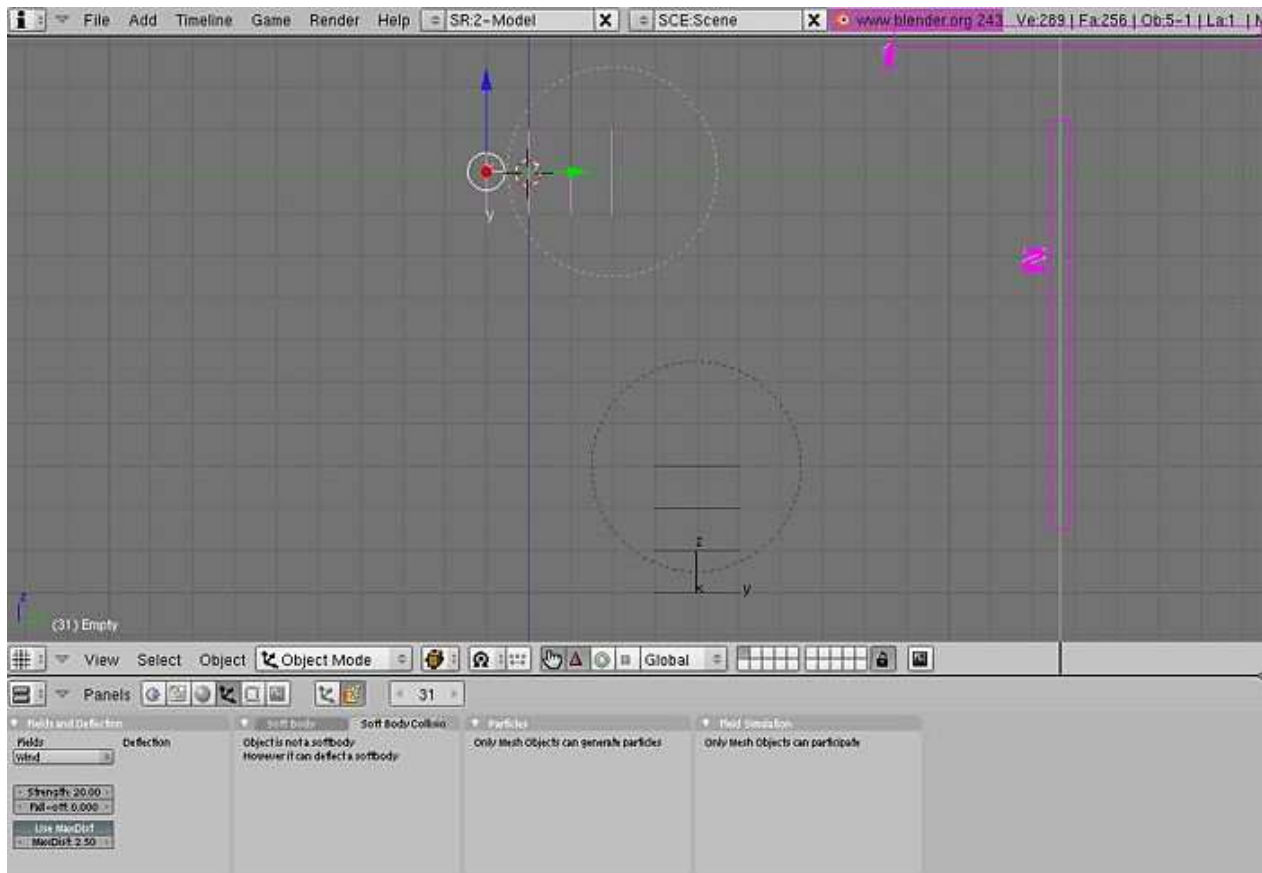 File Add Timeline Game Render Help SR:2-Model X SCE:Scene X www.blender.org 243 Ve:289 | Fa:256 | Ob:5-1 | La:1
y
z
y
z
(31) Empty
View Select Object Object Mode Global
Panels 31
Fields and Deflection Soft Body Soft Body Collision Particles Fluid Simulation
Fields Deflection Object is not a softbody Only Mesh Objects can generate particles Only Mesh Objects can participate
Wind However it can deflect a softbody
Strength: 20.00
Fall-off: 0.000
Use MaxDist
MaxDist: 2.50